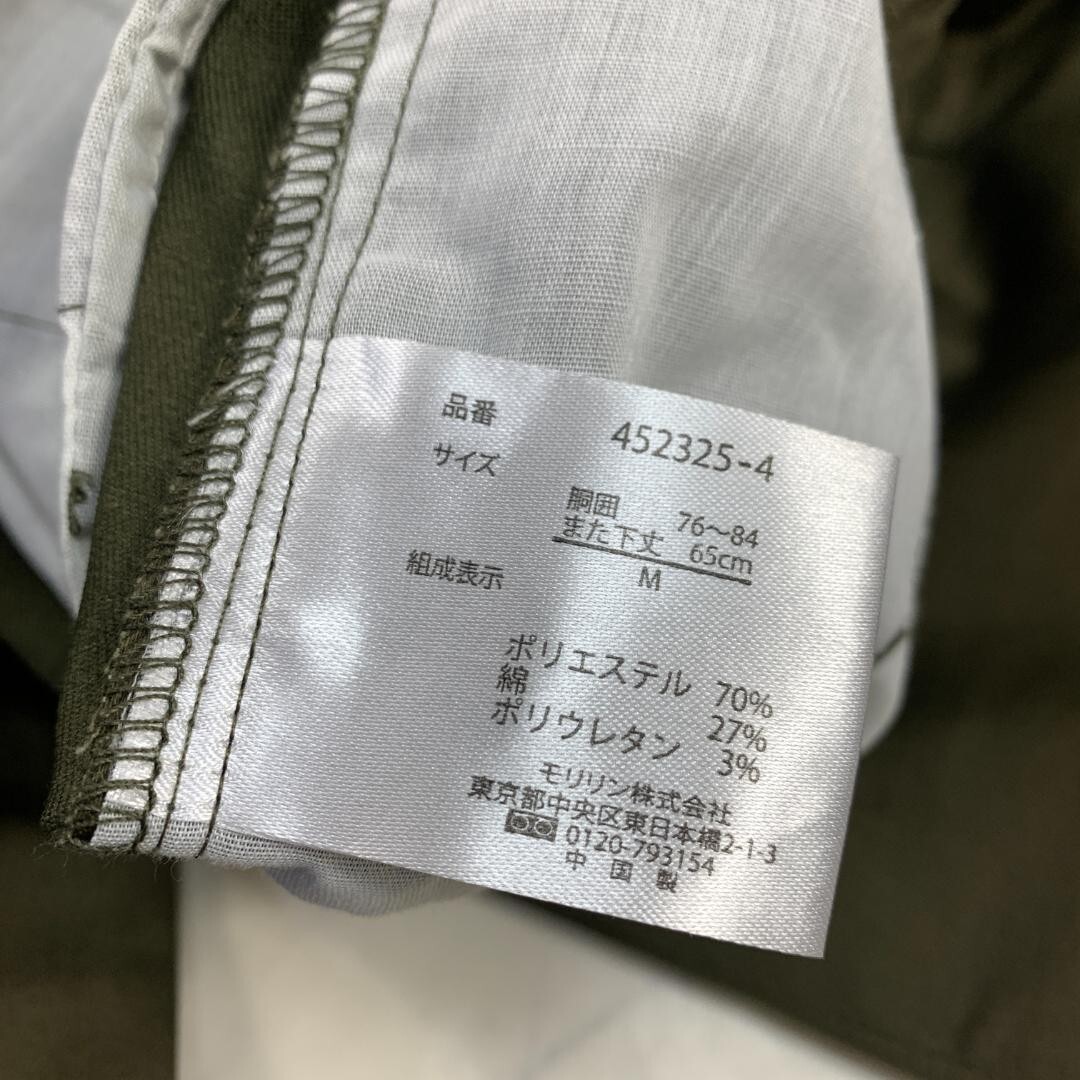 品番 452325-4
サイズ
胴囲 76～84
また下丈 65cm
M
組成表示
ポリエステル 70%
綿 27%
ポリウレタン 3%
モリリン株式会社
東京都中央区東日本橋2-1-3
0120-793154
中国製